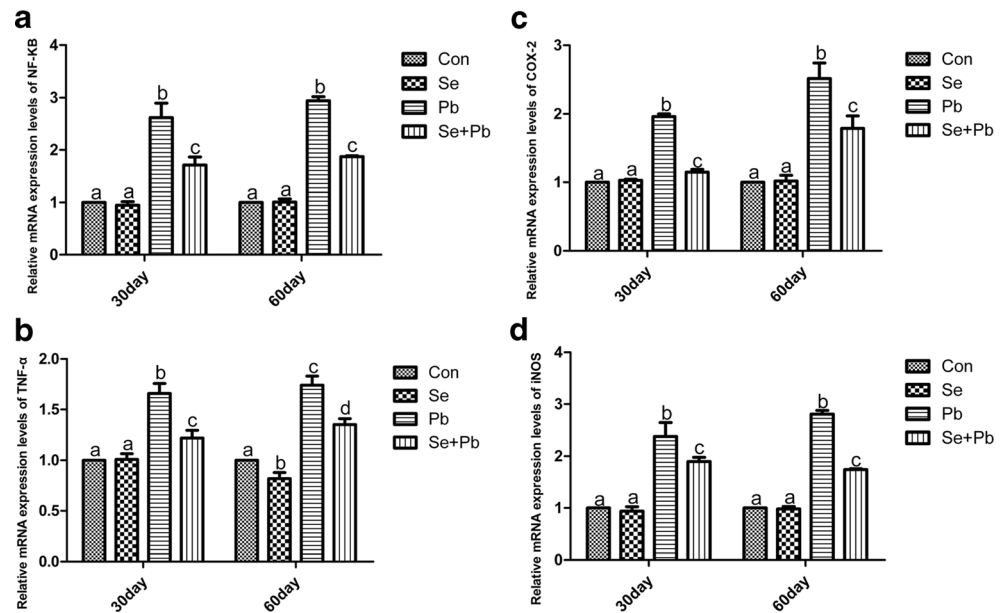 a
Relative mRNA expression levels of NF-KB
4
3
2
1
0
a a b c
a a b c
30day
60day
Con
Se
Pb
Se+Pb
c
Relative mRNA expression levels of COX-2
3
2
1
0
a a b c
a a b c
30day
60day
Con
Se
Pb
Se+Pb
b
Relative mRNA expression levels of TNF-α
2.0
1.5
1.0
0.5
0.0
a a b c
a b c d
30day
60day
Con
Se
Pb
Se+Pb
d
Relative mRNA expression levels of iNOS
4
3
2
1
0
a a b c
a a b c
30day
60day
Con
Se
Pb
Se+Pb